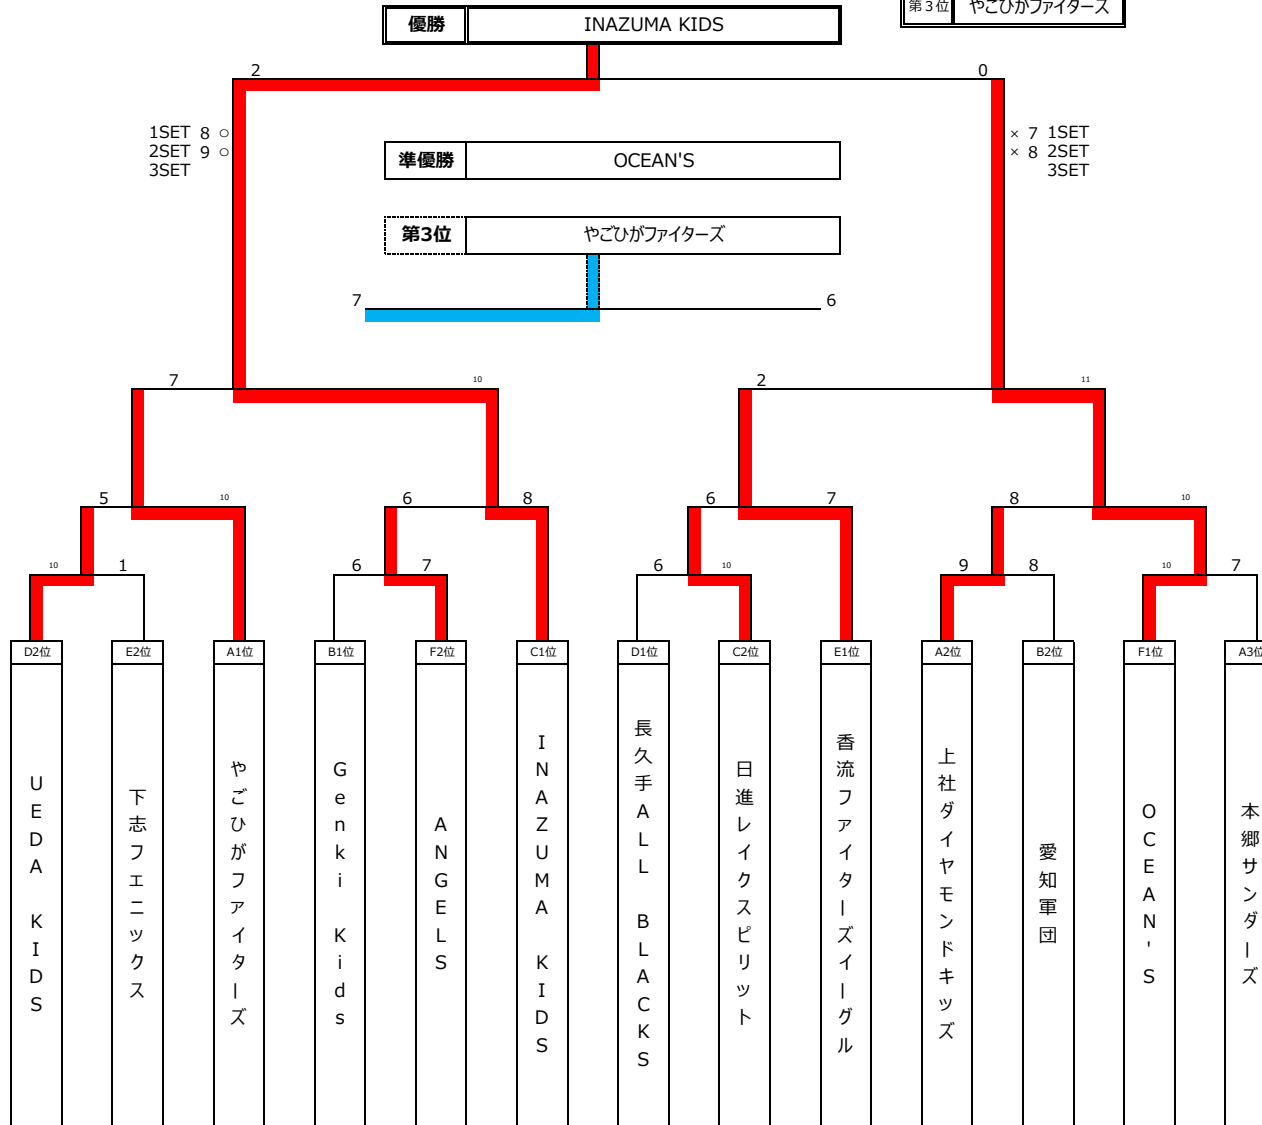 第3位 やごひがファイターズ
優勝 INAZUMA KIDS
2 0
1SET 8 ○ × 7 1SET
2SET 9 ○ × 8 2SET
3SET 3SET
準優勝 OCEAN'S
第3位 やごひがファイターズ
7 6
7 10 2 11
5 10 6 8 6 7 8 10
10 1 6 7 6 10 9 8 10 7
D2位 E2位 A1位 B1位 F2位 C1位 D1位 C2位 E1位 A2位 B2位 F1位 A3位
UEDA KIDS
下志フェニックス
やごひがファイターズ
Genki Kids
ANGELS
INAZUMA KIDS
長久手ALL BLACKS
日進レイクスピリット
香流ファイターズイーグル
上社ダイヤモンドキッズ
愛知軍団
OCEAN'S
本郷サンダーズ